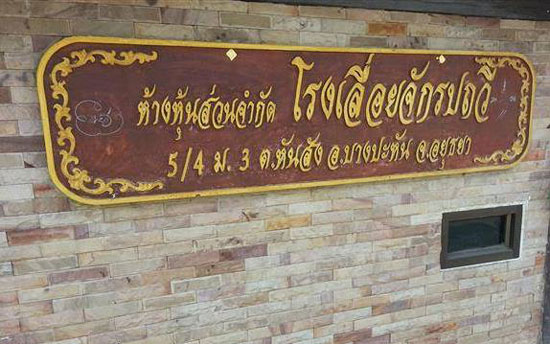 ห้างหุ้นส่วนจำกัด โรงเลื่อยจักรปถวี
5/4 ม. 3 ต.ตันสัง อ.บางปะหัน จ.อยุธยา